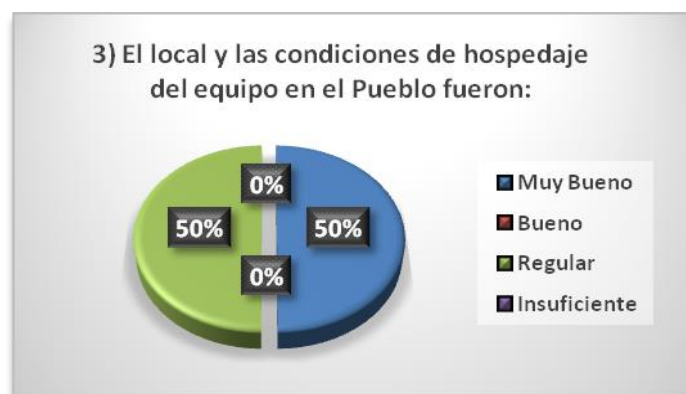 3) El local y las condiciones de hospedaje
del equipo en el Pueblo fueron:
0%
50%
50%
0%
Muy Bueno
Bueno
Regular
Insuficiente